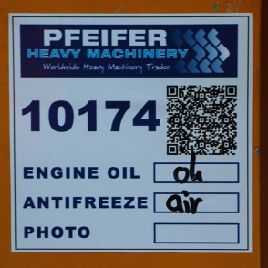 PFEIFER
HEAVY MACHINERY
Worldwide Heavy Machinery Trader
10174
ENGINE OIL ok
ANTIFREEZE air
PHOTO